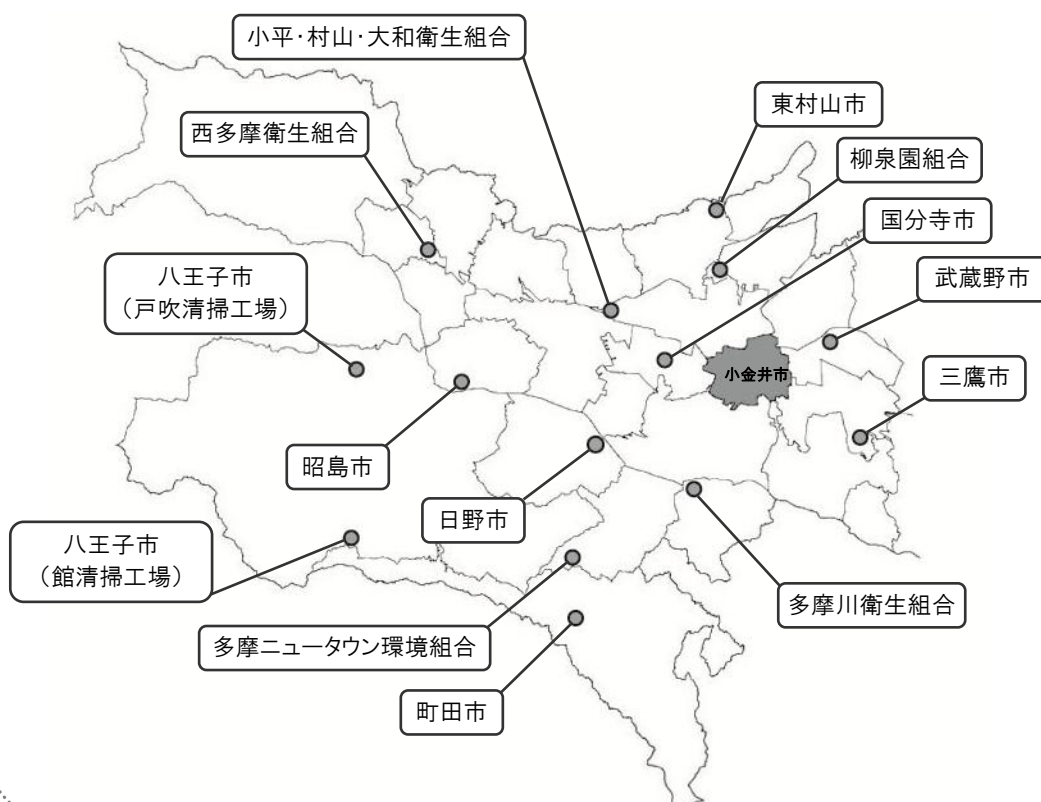 小平・村山・大和衛生組合
東村山市
西多摩衛生組合
柳泉園組合
国分寺市
八王子市
（戸吹清掃工場）
武蔵野市
小金井市
三鷹市
昭島市
日野市
八王子市
（館清掃工場）
多摩川衛生組合
多摩ニュータウン環境組合
町田市